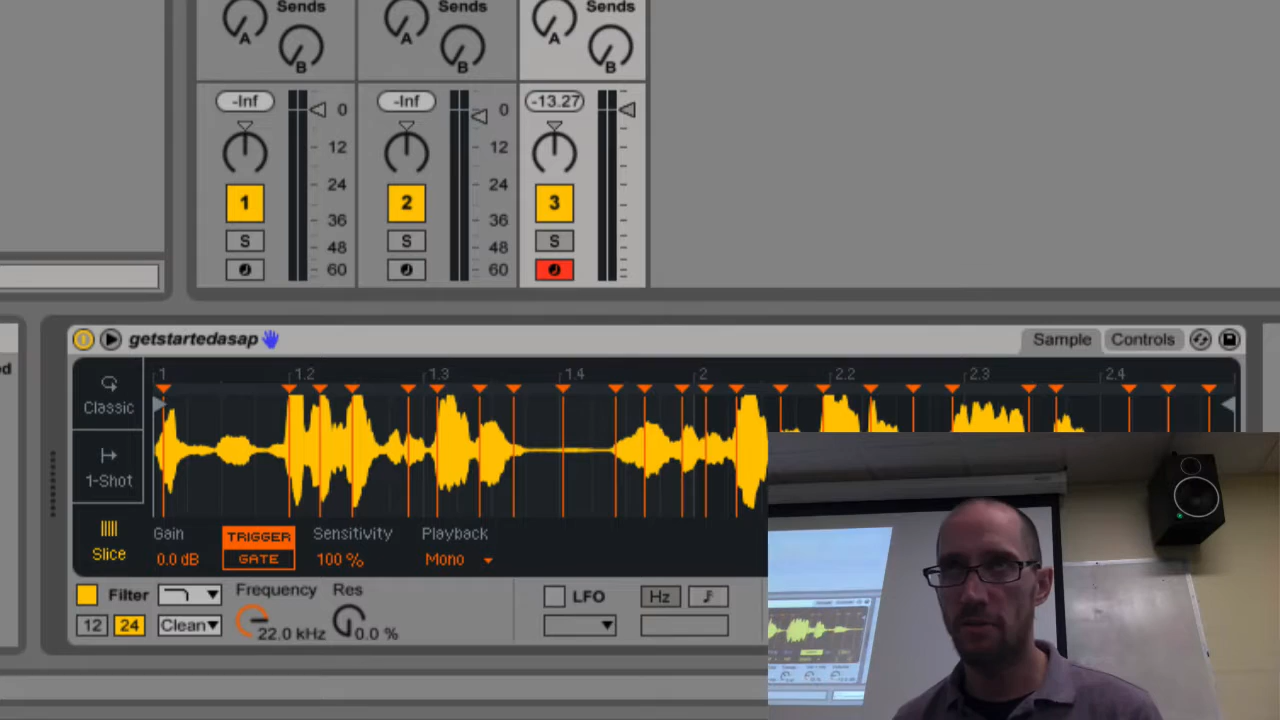 Sends Sends Sends
A A A
B B B
-Inf -Inf -13.27
0 0
12 12
24 24
1 2 3
36 36
S S S
48 48
60 60
getstartedasap
Sample Controls
1 1.2 1.3 1.4 2 2.2 2.3 2.4
Classic
1-Shot
Slice
Gain TRIGGER Sensitivity Playback
0.0 dB GATE 100 % Mono
Filter Frequency Res LFO Hz
12 24 Clean 22.0 kHz 0.0 %